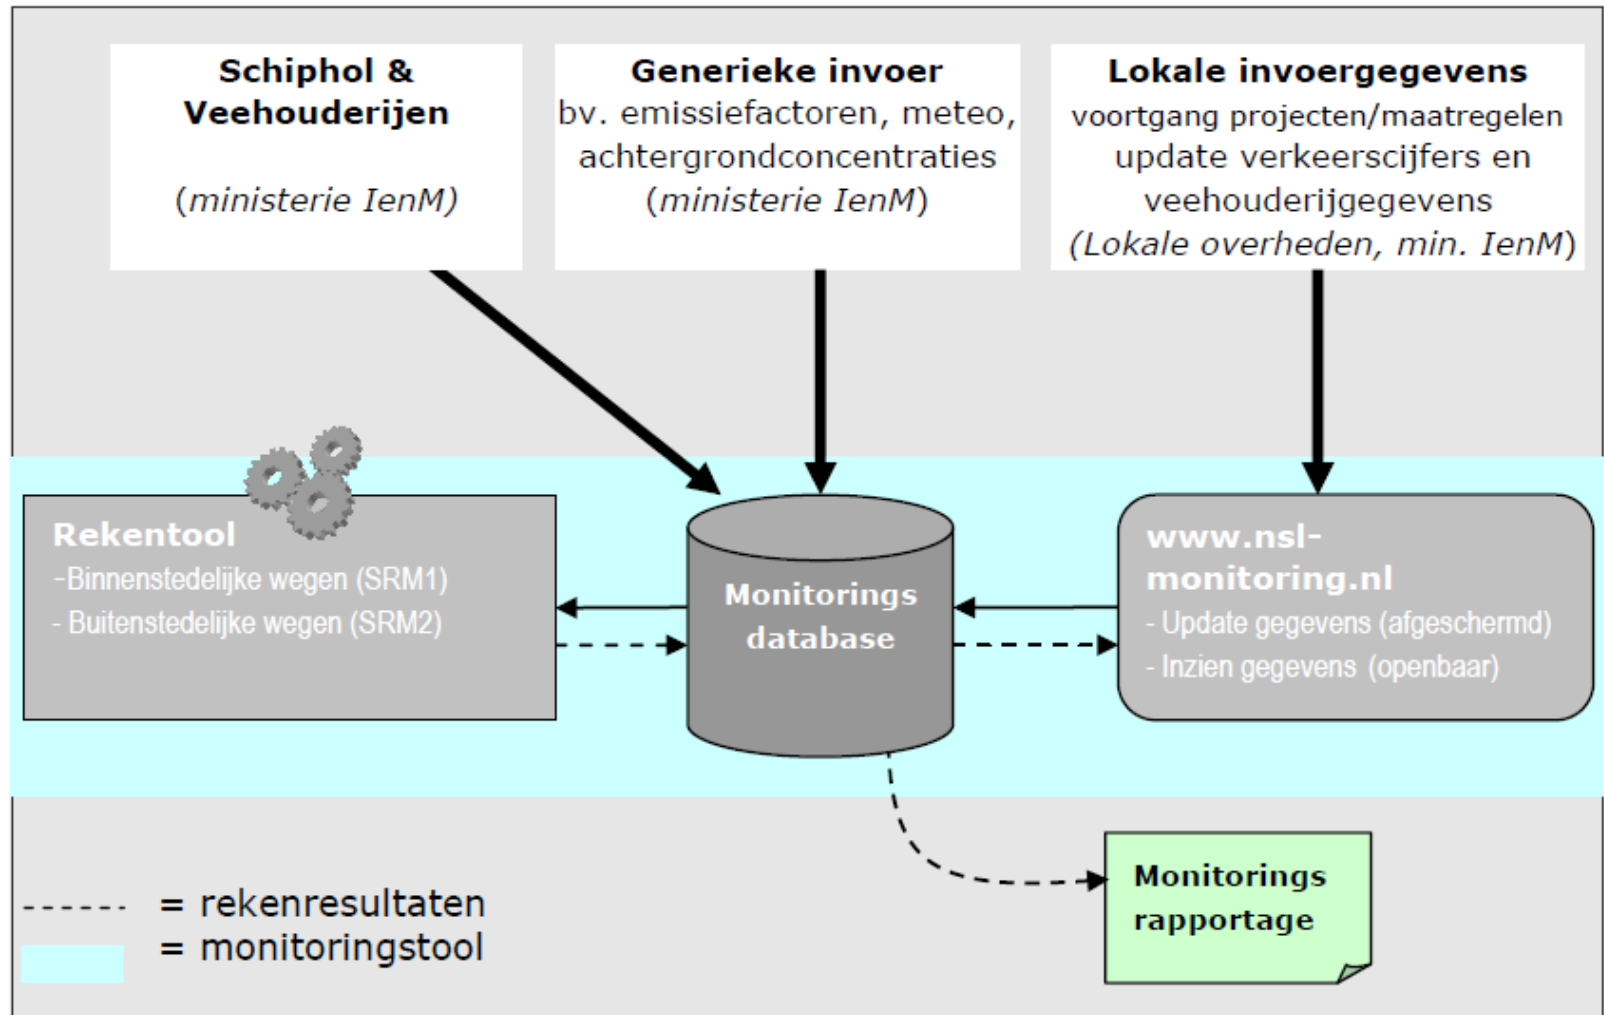 Schiphol &
Veehouderijen
(ministerie IenM)
Generieke invoer
bv. emissiefactoren, meteo,
achtergrondconcentraties
(ministerie IenM)
Lokale invoergegevens
voortgang projecten/maatregelen
update verkeerscijfers en
veehouderijgegevens
(Lokale overheden, min. IenM)
Rekentool
-Binnenstedelijke wegen (SRM1)
- Buitenstedelijke wegen (SRM2)
Monitorings
database
www.nsl-
monitoring.nl
- Update gegevens (afgeschermd)
- Inzien gegevens (openbaar)
Monitorings
rapportage
= rekenresultaten
= monitoringstool